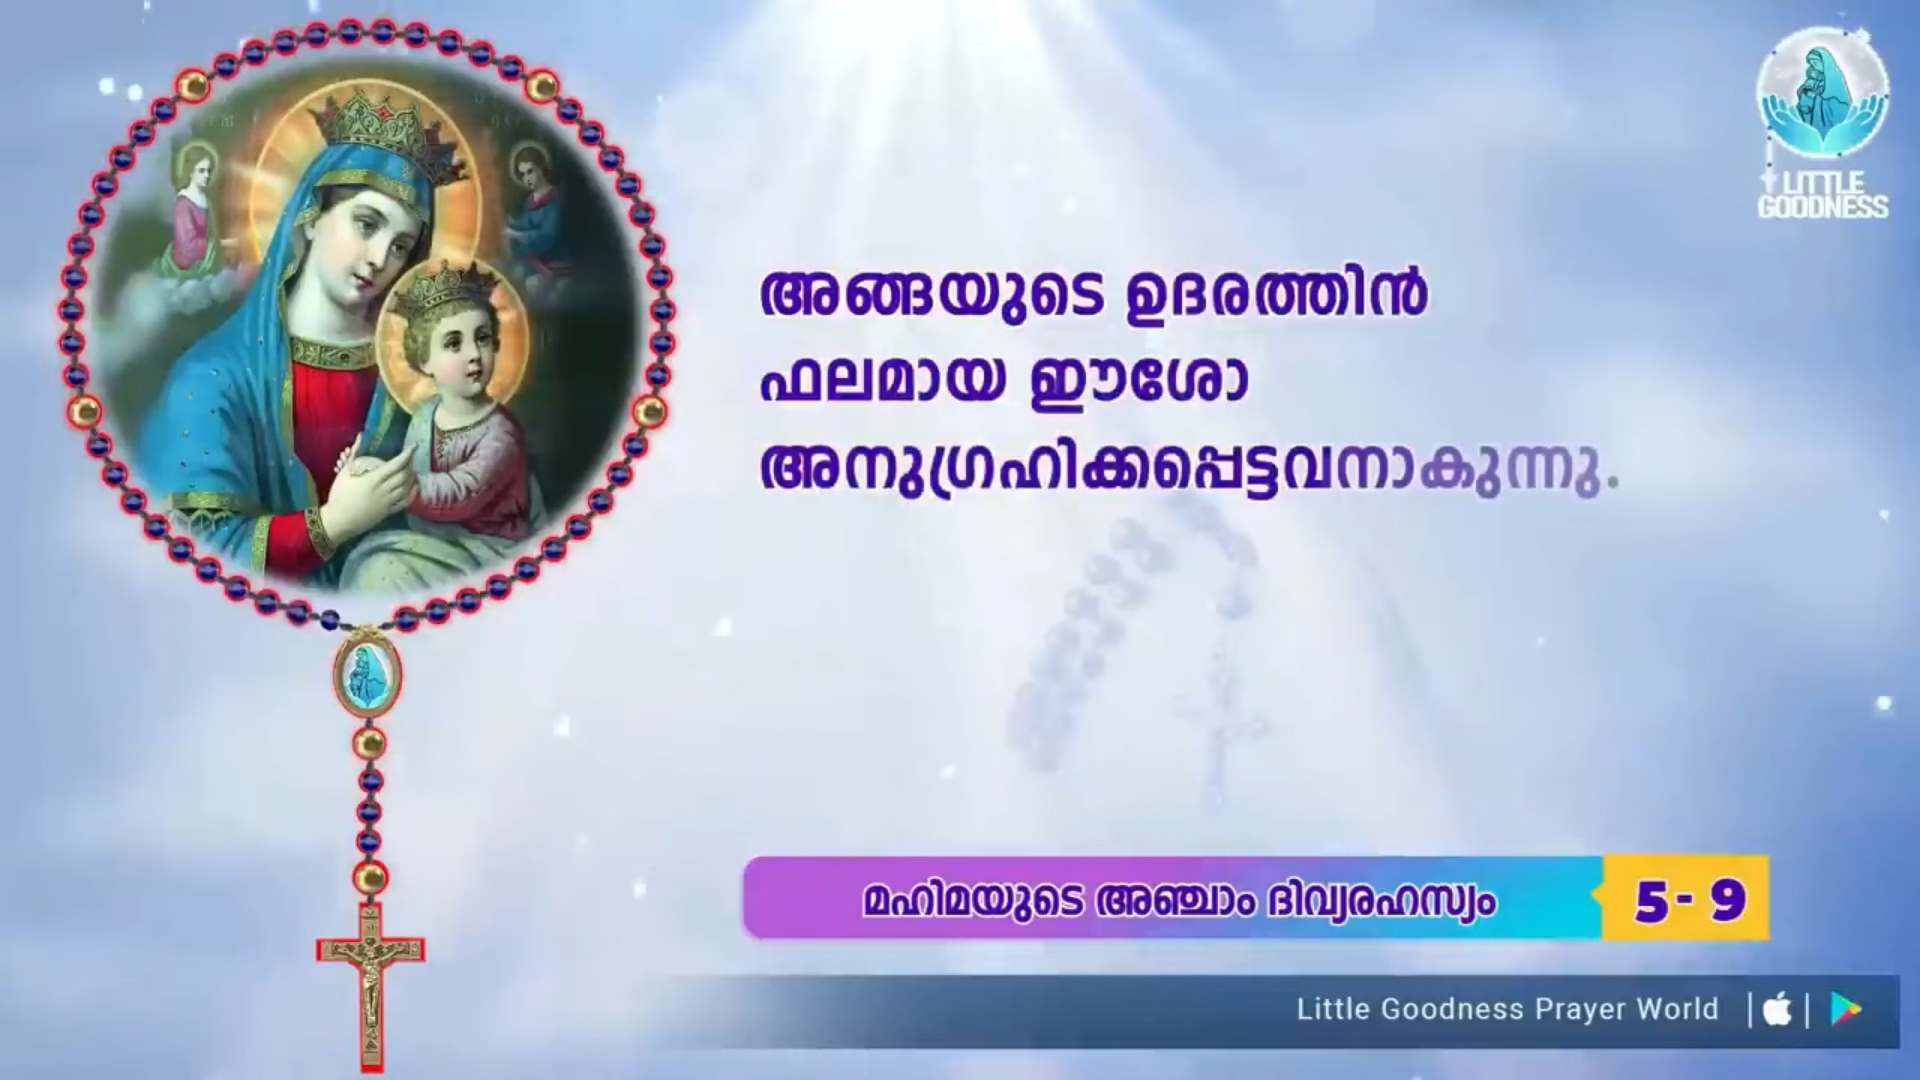 LITTLE
GOODNESS
അങ്ങയുടെ ഉദരത്തിൻ
ഫലമായ ഈശോ
അനുഗ്രഹിക്കപ്പെട്ടവനാകുന്നു.
മഹിമയുടെ അഞ്ചാം ദിവ്യരഹസ്യം
5 - 9
Little Goodness Prayer World